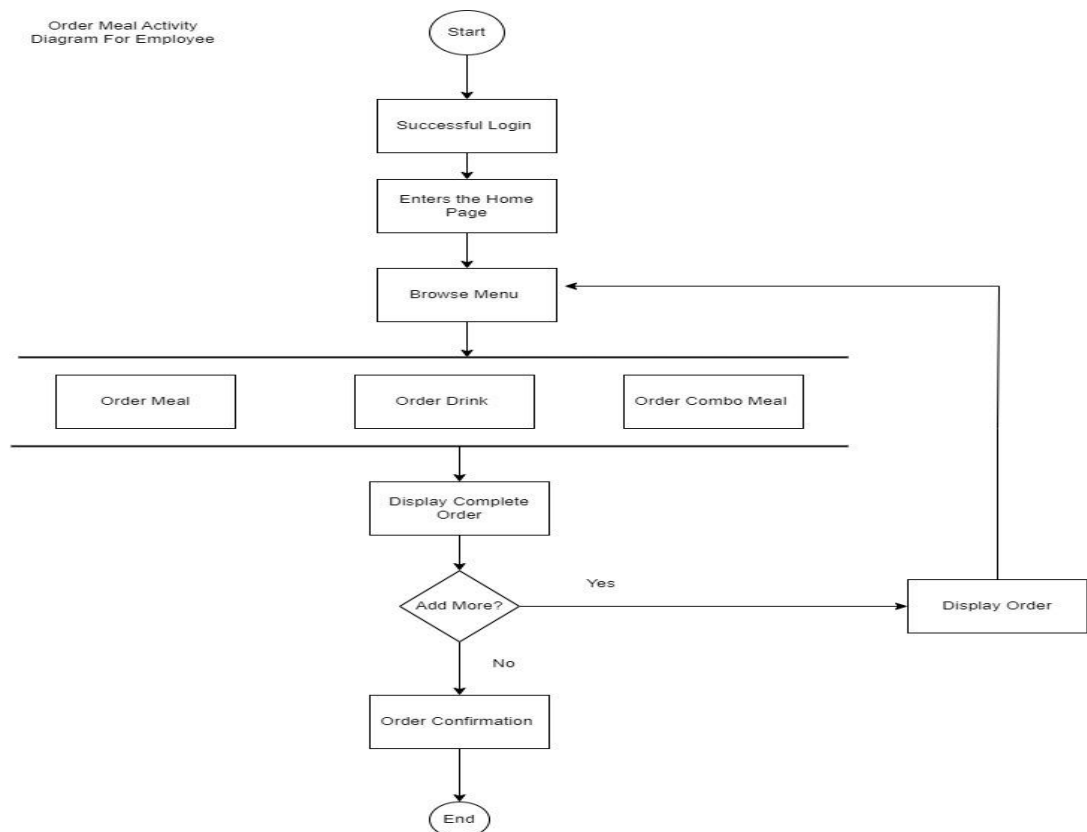 Order Meal Activity
Diagram For Employee
Start
Successful Login
Enters the Home
Page
Browse Menu
Order Meal
Order Drink
Order Combo Meal
Display Complete
Order
Add More?
Yes
Display Order
No
Order Confirmation
End